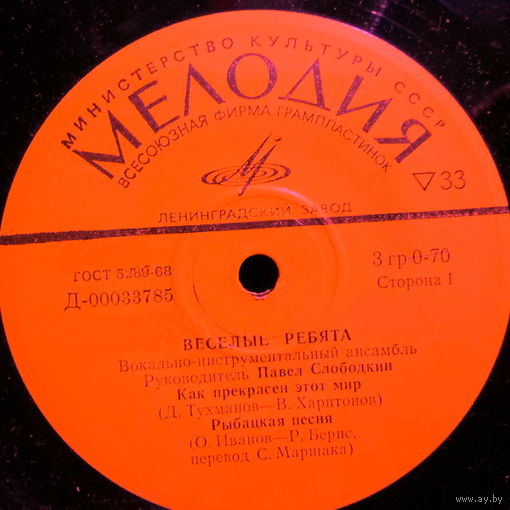 МИНИСТЕРСТВО КУЛЬТУРЫ СССР
МЕЛОДИЯ
ВСЕСОЮЗНАЯ ФИРМА ГРАМПЛАСТИНОК
▽33
ЛЕНИНГРАДСКИЙ ЗАВОД
ГОСТ 5289-68
Д-00033785
3 гр-0-70
Сторона 1
ВЕСЕЛЫЕ РЕБЯТА
Вокально-инструментальный ансамбль
Руководитель Павел Слободкин
Как прекрасен этот мир
(Д. Тухманов—В. Харитонов)
Рыбацкая песня
(О. Иванов—Р. Бернс,
перевод С. Маршака)
www.ay.by